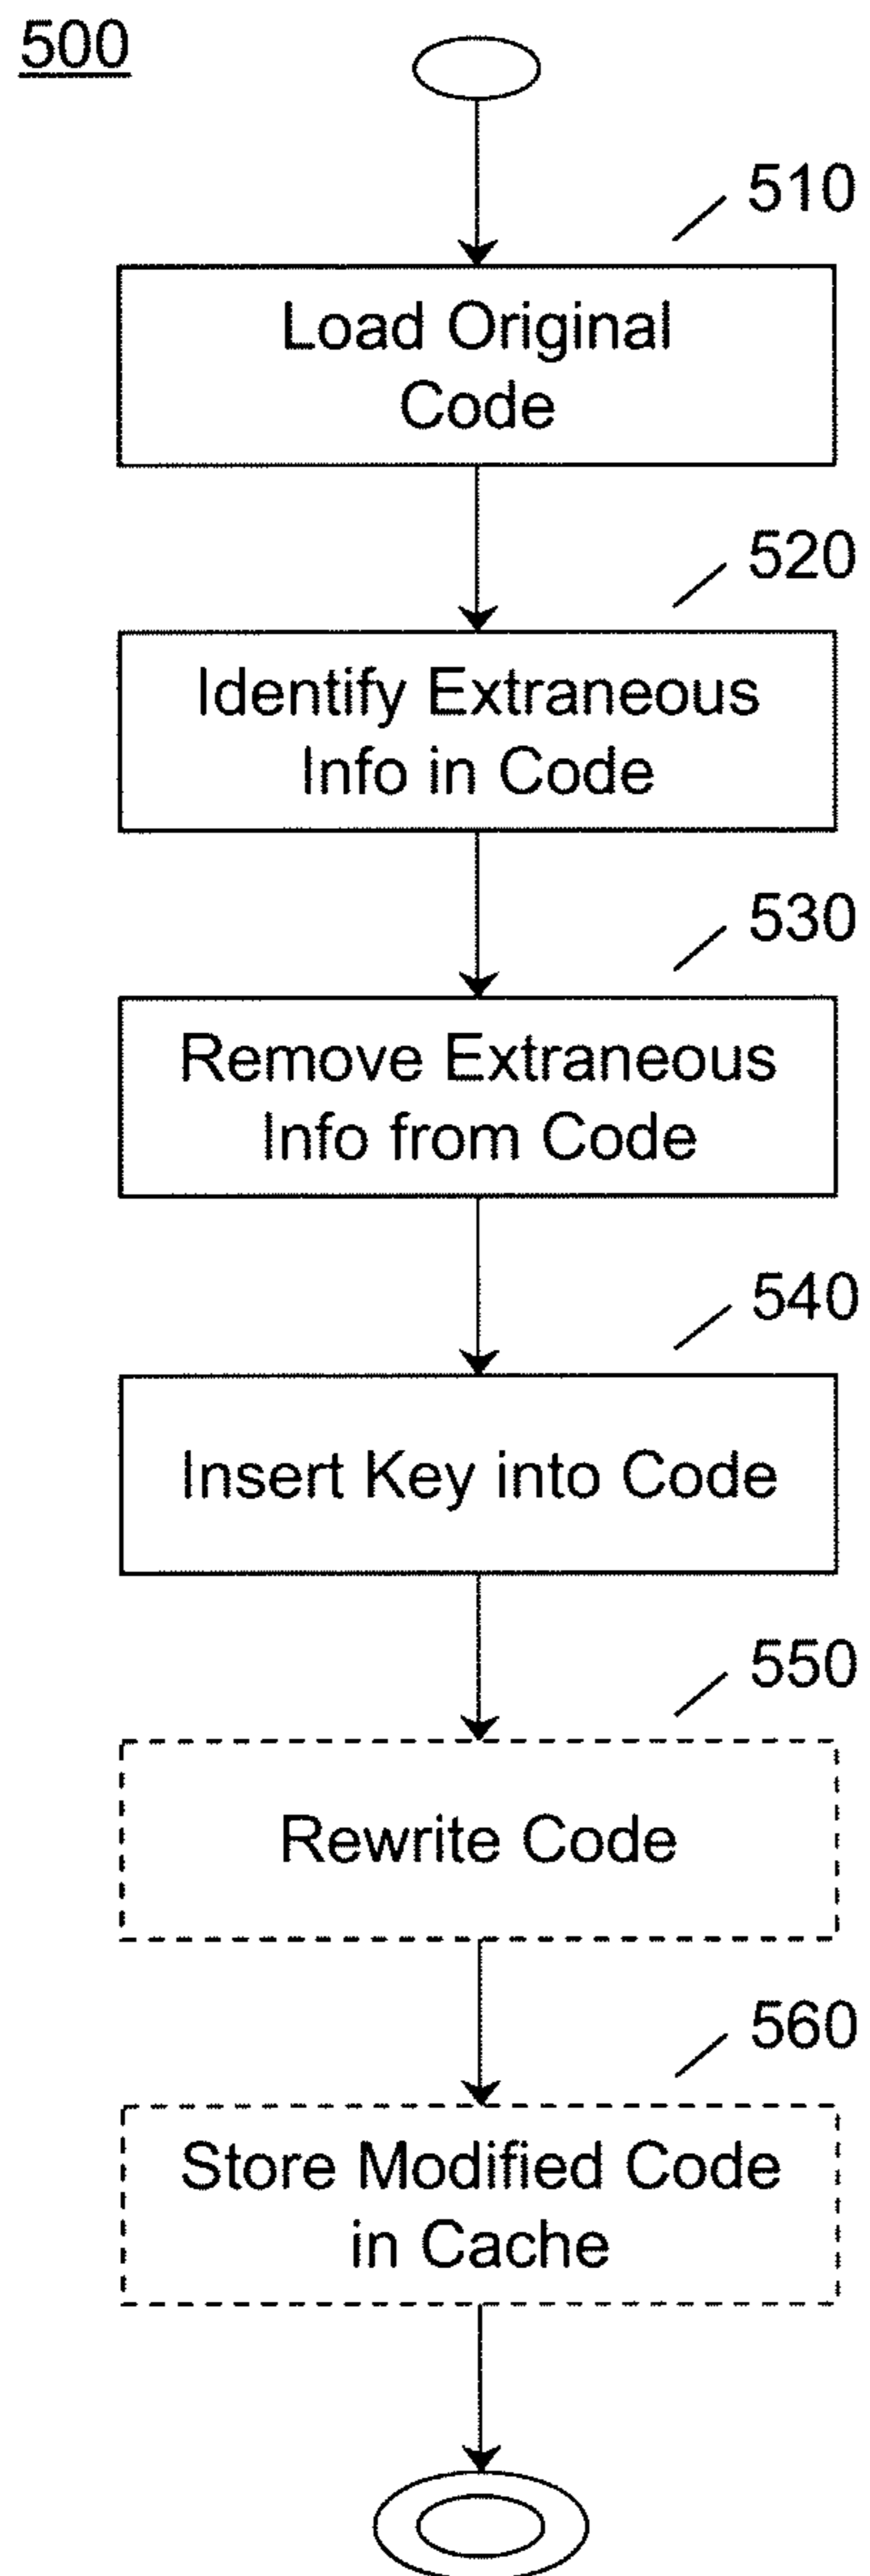 500
510
Load Original
Code
520
Identify Extraneous
Info in Code
530
Remove Extraneous
Info from Code
540
Insert Key into Code
550
Rewrite Code
560
Store Modified Code
in Cache